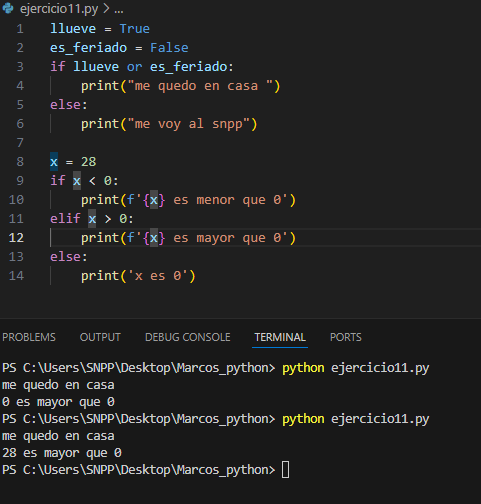 ejercicio11.py > ...
1 llueve = True
2 es_feriado = False
3 if llueve or es_feriado:
4     print("me quedo en casa ")
5 else:
6     print("me voy al snpp")
7
8 x = 28
9 if x < 0:
10     print(f'{x} es menor que 0')
11 elif x > 0:
12     print(f'{x} es mayor que 0')
13 else:
14     print('x es 0')
PROBLEMS OUTPUT DEBUG CONSOLE TERMINAL PORTS
PS C:\Users\SNPP\Desktop\Marcos_python> python ejercicio11.py
me quedo en casa
0 es mayor que 0
PS C:\Users\SNPP\Desktop\Marcos_python> python ejercicio11.py
me quedo en casa
28 es mayor que 0
PS C:\Users\SNPP\Desktop\Marcos_python>